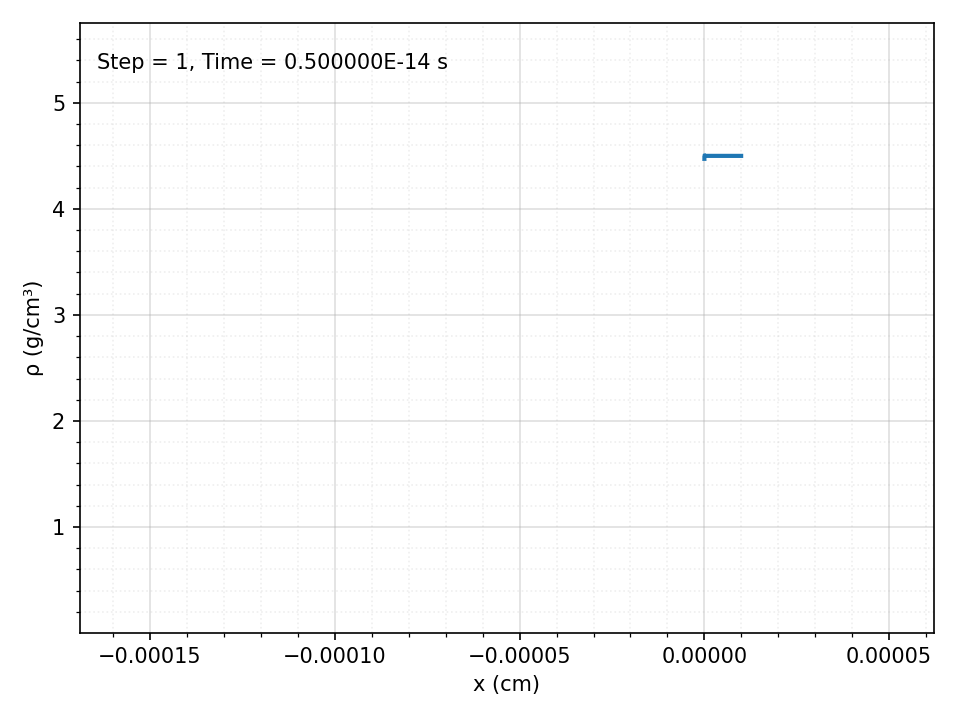 Step = 1, Time = 0.500000E-14 s
5
4
3
2
1
ρ (g/cm³)
−0.00015 −0.00010 −0.00005 0.00000 0.00005
x (cm)